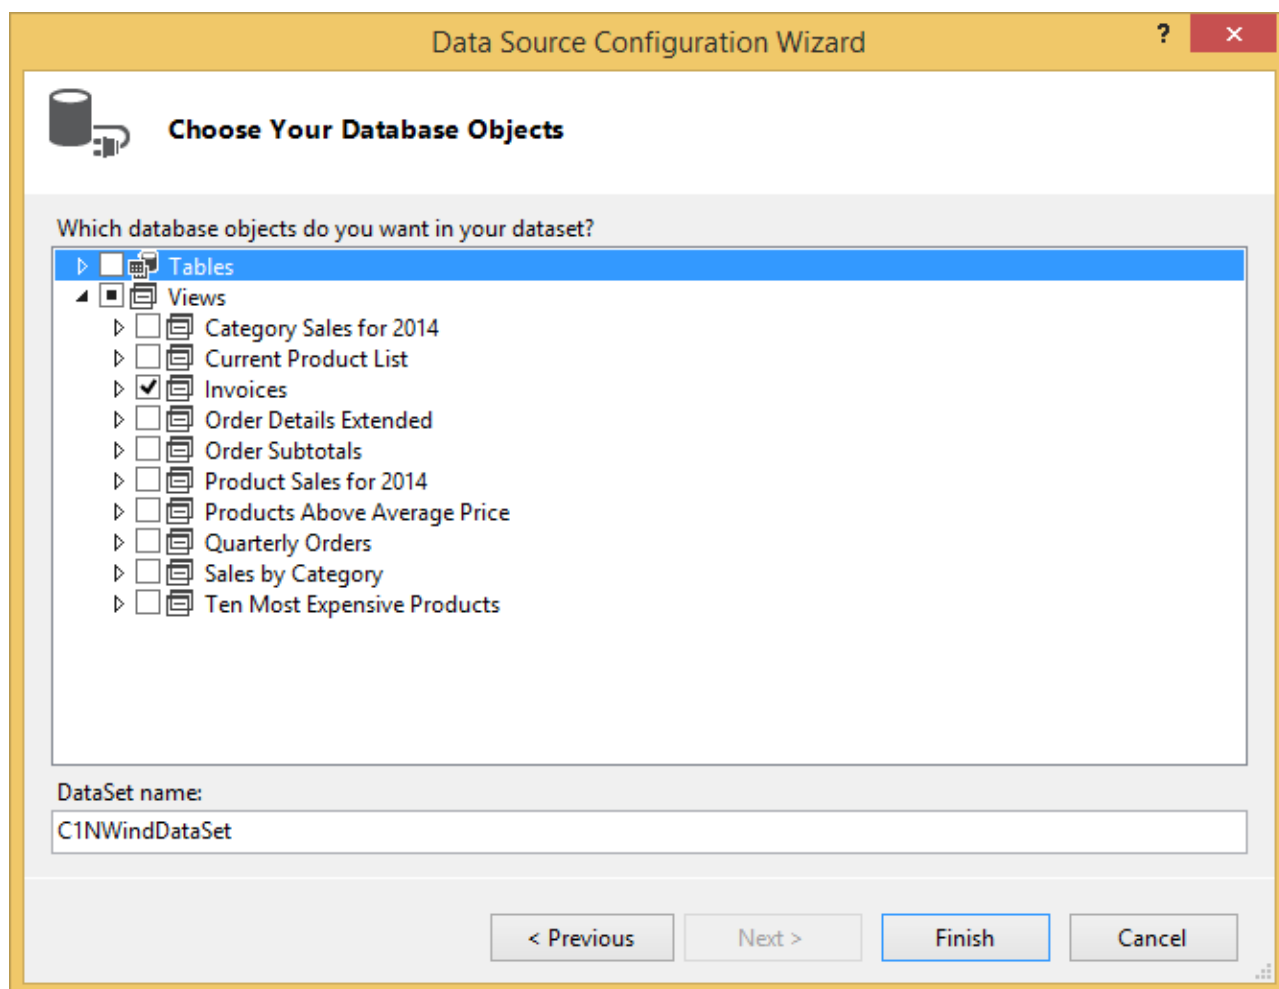 Data Source Configuration Wizard
?
Choose Your Database Objects
Which database objects do you want in your dataset?
Tables
Views
Category Sales for 2014
Current Product List
Invoices
Order Details Extended
Order Subtotals
Product Sales for 2014
Products Above Average Price
Quarterly Orders
Sales by Category
Ten Most Expensive Products
DataSet name:
C1NWindDataSet
< Previous
Next >
Finish
Cancel